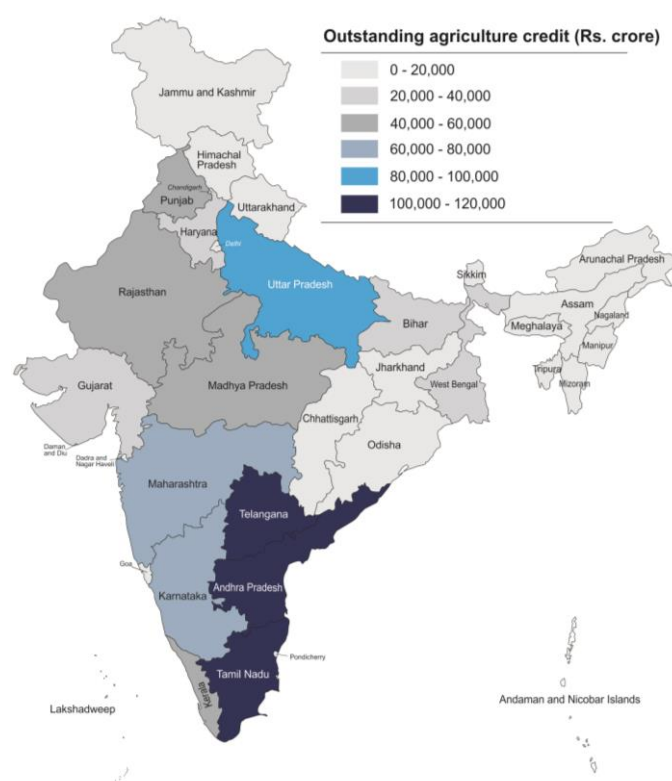 Outstanding agriculture credit (Rs. crore)
0 - 20,000
20,000 - 40,000
40,000 - 60,000
60,000 - 80,000
80,000 - 100,000
100,000 - 120,000
Jammu and Kashmir
Himachal
Pradesh
Chandigarh
Punjab
Uttarakhand
Haryana
Delhi
Arunachal Pradesh
Sikkim
Uttar Pradesh
Rajasthan
Assam
Nagaland
Bihar
Meghalaya
Manipur
Jharkhand
Tripura
Mizoram
Gujarat
Madhya Pradesh
West Bengal
Chhattisgarh
Odisha
Daman
and Diu
Dadra and
Nagar Haveli
Maharashtra
Telangana
Goa
Andhra Pradesh
Karnataka
Pondicherry
Tamil Nadu
Kerala
Lakshadweep
Andaman and Nicobar Islands